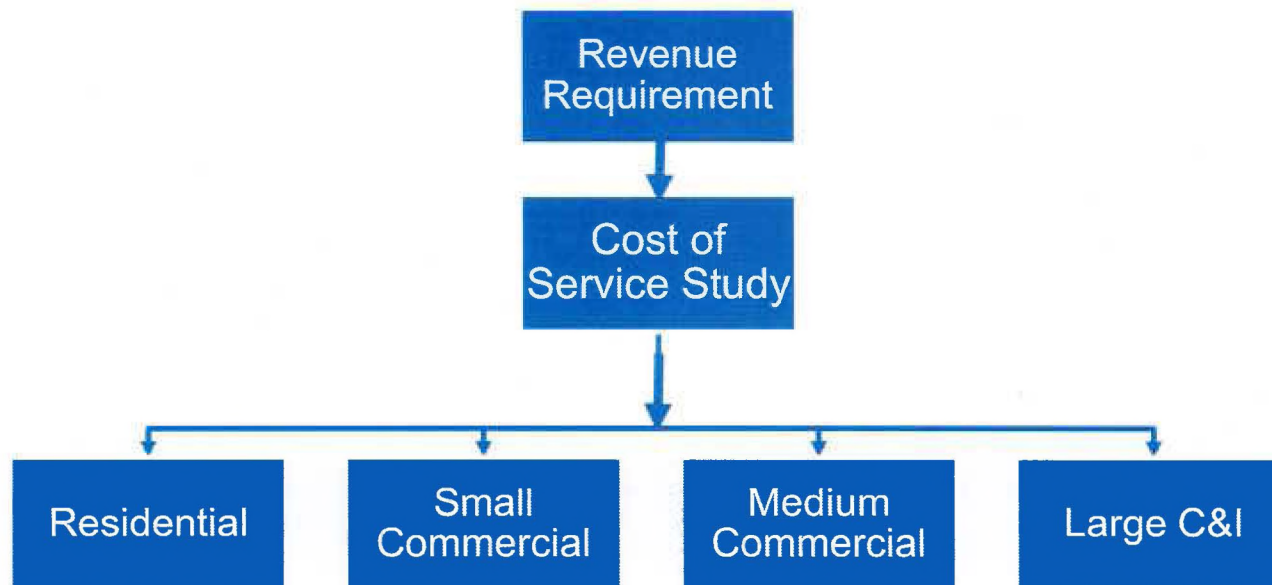 Revenue
Requirement
Cost of
Service Study
Residential
Small
Commercial
Medium
Commercial
Large C&I